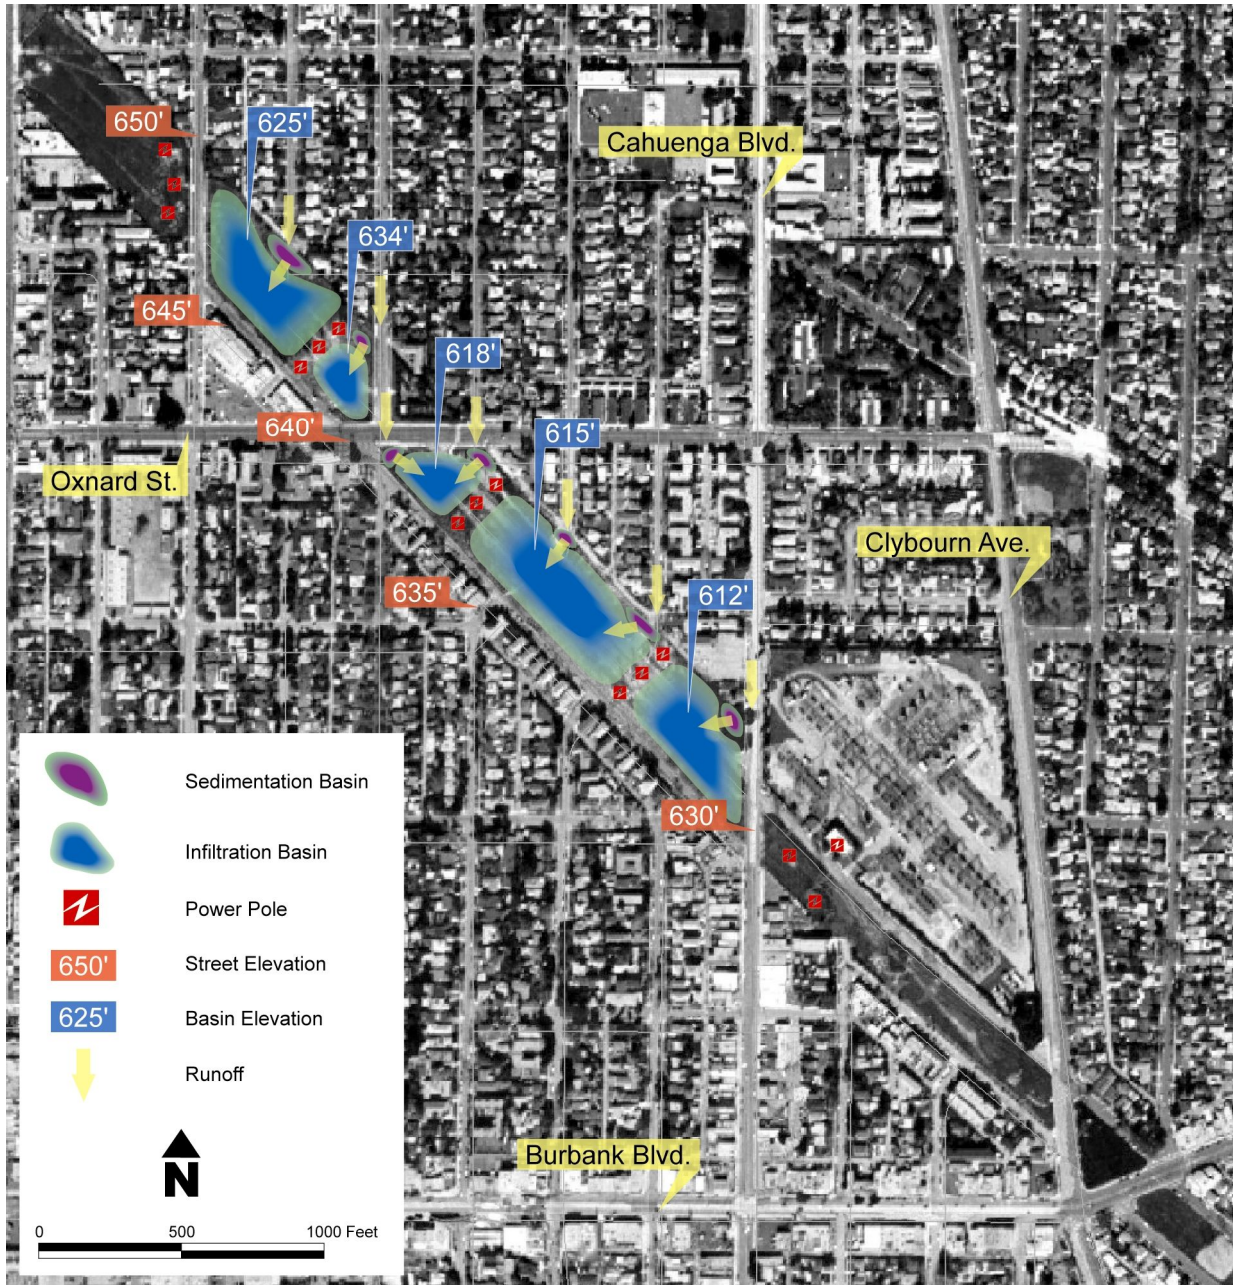 650'
625'
Cahuenga Blvd.
634'
645'
618'
640'
615'
Oxnard St.
Clybourn Ave.
635'
612'
630'
Sedimentation Basin
Infiltration Basin
Power Pole
650' Street Elevation
625' Basin Elevation
Runoff
Burbank Blvd.
N
0 500 1000 Feet